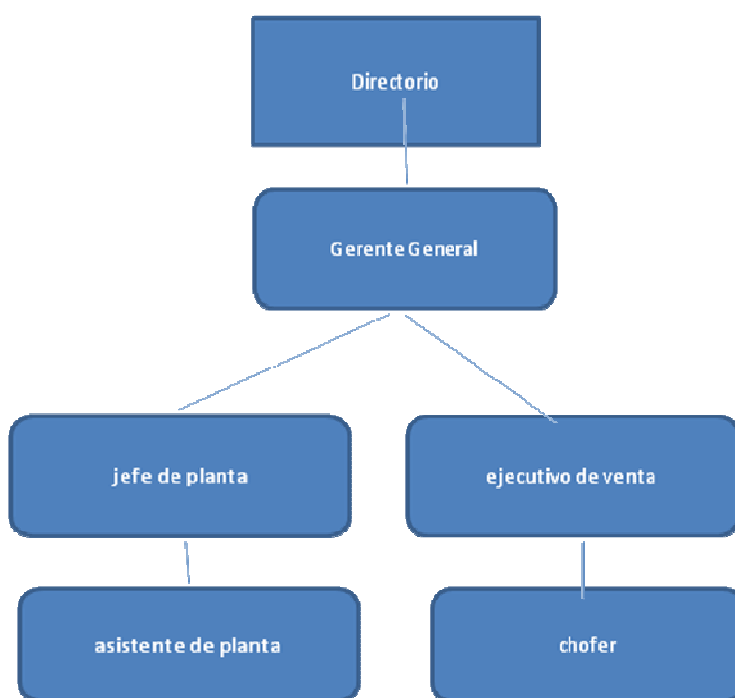 Directorio
Gerente General
jefe de planta
ejecutivo de venta
asistente de planta
chofer